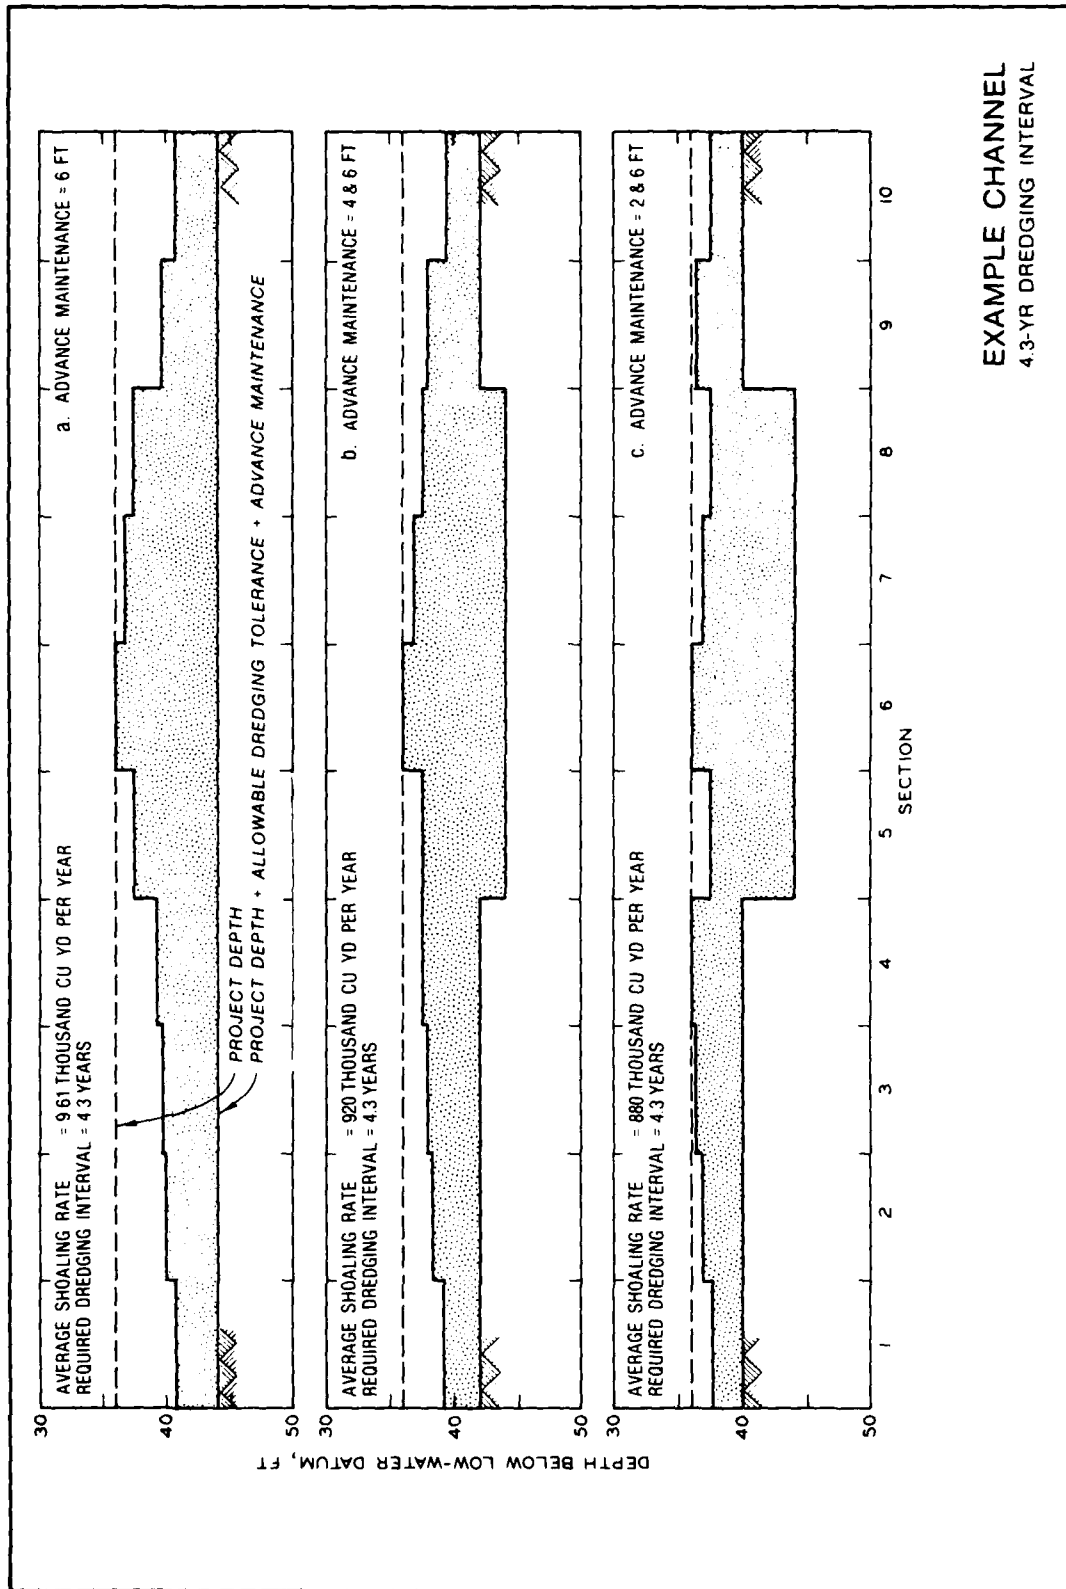 AVERAGE SHOALING RATE = 961 THOUSAND CU YD PER YEAR
REQUIRED DREDGING INTERVAL = 4.3 YEARS
a. ADVANCE MAINTENANCE = 6 FT
PROJECT DEPTH
PROJECT DEPTH + ALLOWABLE DREDGING TOLERANCE + ADVANCE MAINTENANCE
30
40
50
AVERAGE SHOALING RATE = 920 THOUSAND CU YD PER YEAR
REQUIRED DREDGING INTERVAL = 4.3 YEARS
b. ADVANCE MAINTENANCE = 4 & 6 FT
30
40
50
DEPTH BELOW LOW-WATER DATUM, FT
AVERAGE SHOALING RATE = 880 THOUSAND CU YD PER YEAR
REQUIRED DREDGING INTERVAL = 4.3 YEARS
c. ADVANCE MAINTENANCE = 2 & 6 FT
30
40
50
1 2 3 4 5 6 7 8 9 10
SECTION
EXAMPLE CHANNEL
4.3-YR DREDGING INTERVAL